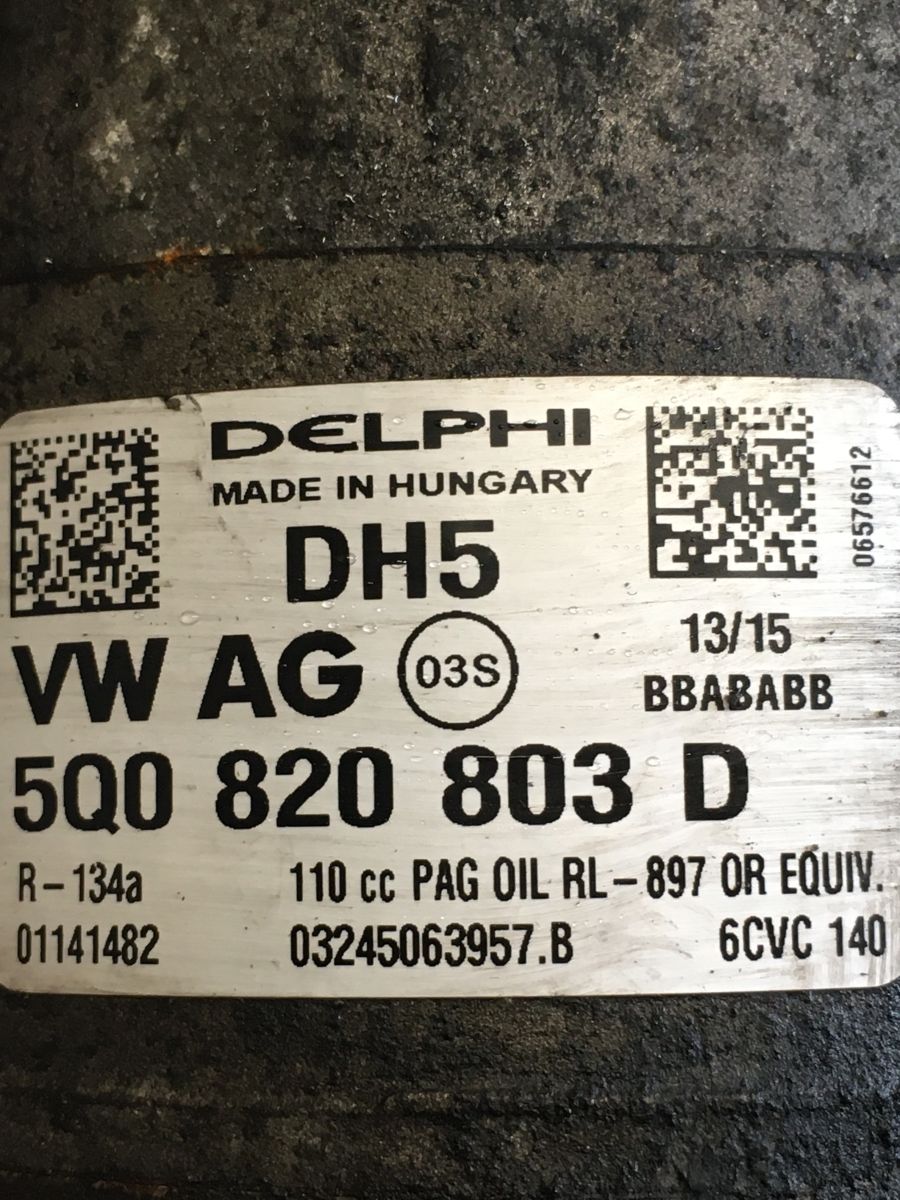 DELPHI
MADE IN HUNGARY
DH5
06576612
VW AG 03S
13/15
BBABABB
5Q0 820 803 D
R-134a 110 cc PAG OIL RL-897 OR EQUIV.
01141482 03245063957.B 6CVC 140